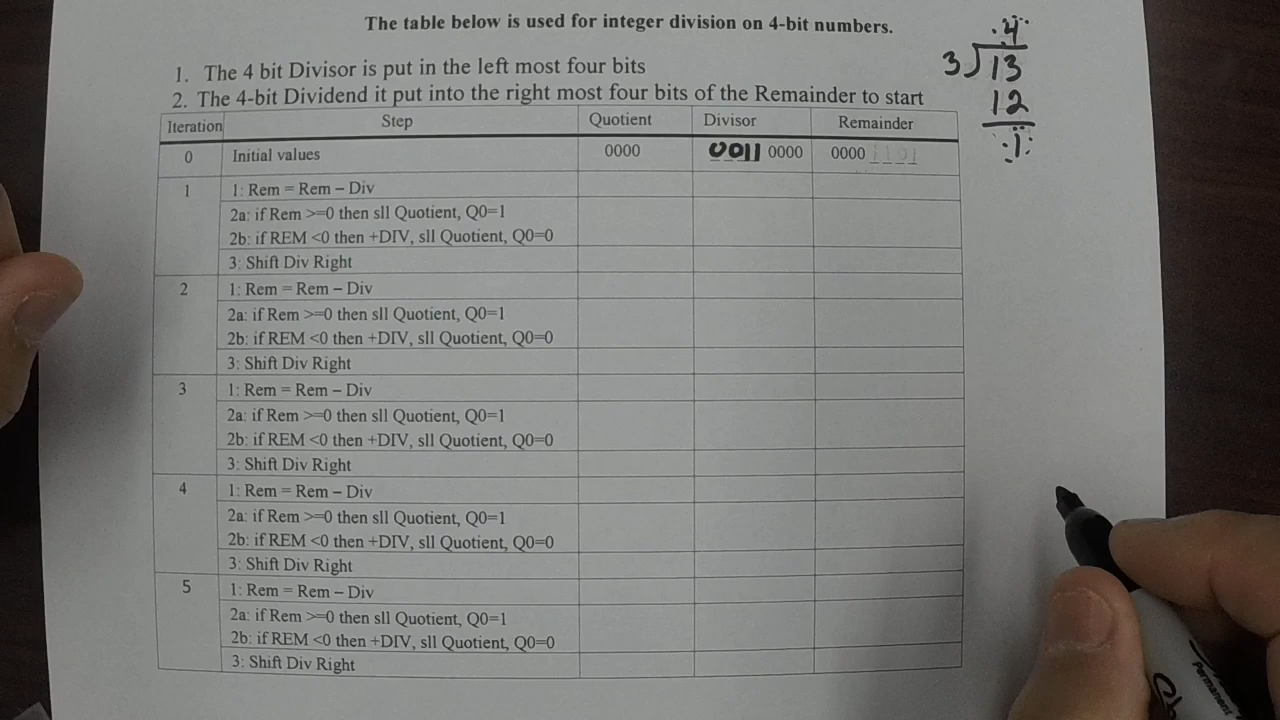 The table below is used for integer division on 4-bit numbers.
.4
3 13
12
1
1. The 4 bit Divisor is put in the left most four bits
2. The 4-bit Dividend it put into the right most four bits of the Remainder to start
Iteration Step Quotient Divisor Remainder
0 Initial values 0000 0011 0000 0000 1101
1 1: Rem = Rem – Div
2a: if Rem >=0 then sll Quotient, Q0=1
2b: if REM <0 then +DIV, sll Quotient, Q0=0
3: Shift Div Right
2 1: Rem = Rem – Div
2a: if Rem >=0 then sll Quotient, Q0=1
2b: if REM <0 then +DIV, sll Quotient, Q0=0
3: Shift Div Right
3 1: Rem = Rem – Div
2a: if Rem >=0 then sll Quotient, Q0=1
2b: if REM <0 then +DIV, sll Quotient, Q0=0
3: Shift Div Right
4 1: Rem = Rem – Div
2a: if Rem >=0 then sll Quotient, Q0=1
2b: if REM <0 then +DIV, sll Quotient, Q0=0
3: Shift Div Right
5 1: Rem = Rem – Div
2a: if Rem >=0 then sll Quotient, Q0=1
2b: if REM <0 then +DIV, sll Quotient, Q0=0
3: Shift Div Right
Permanent